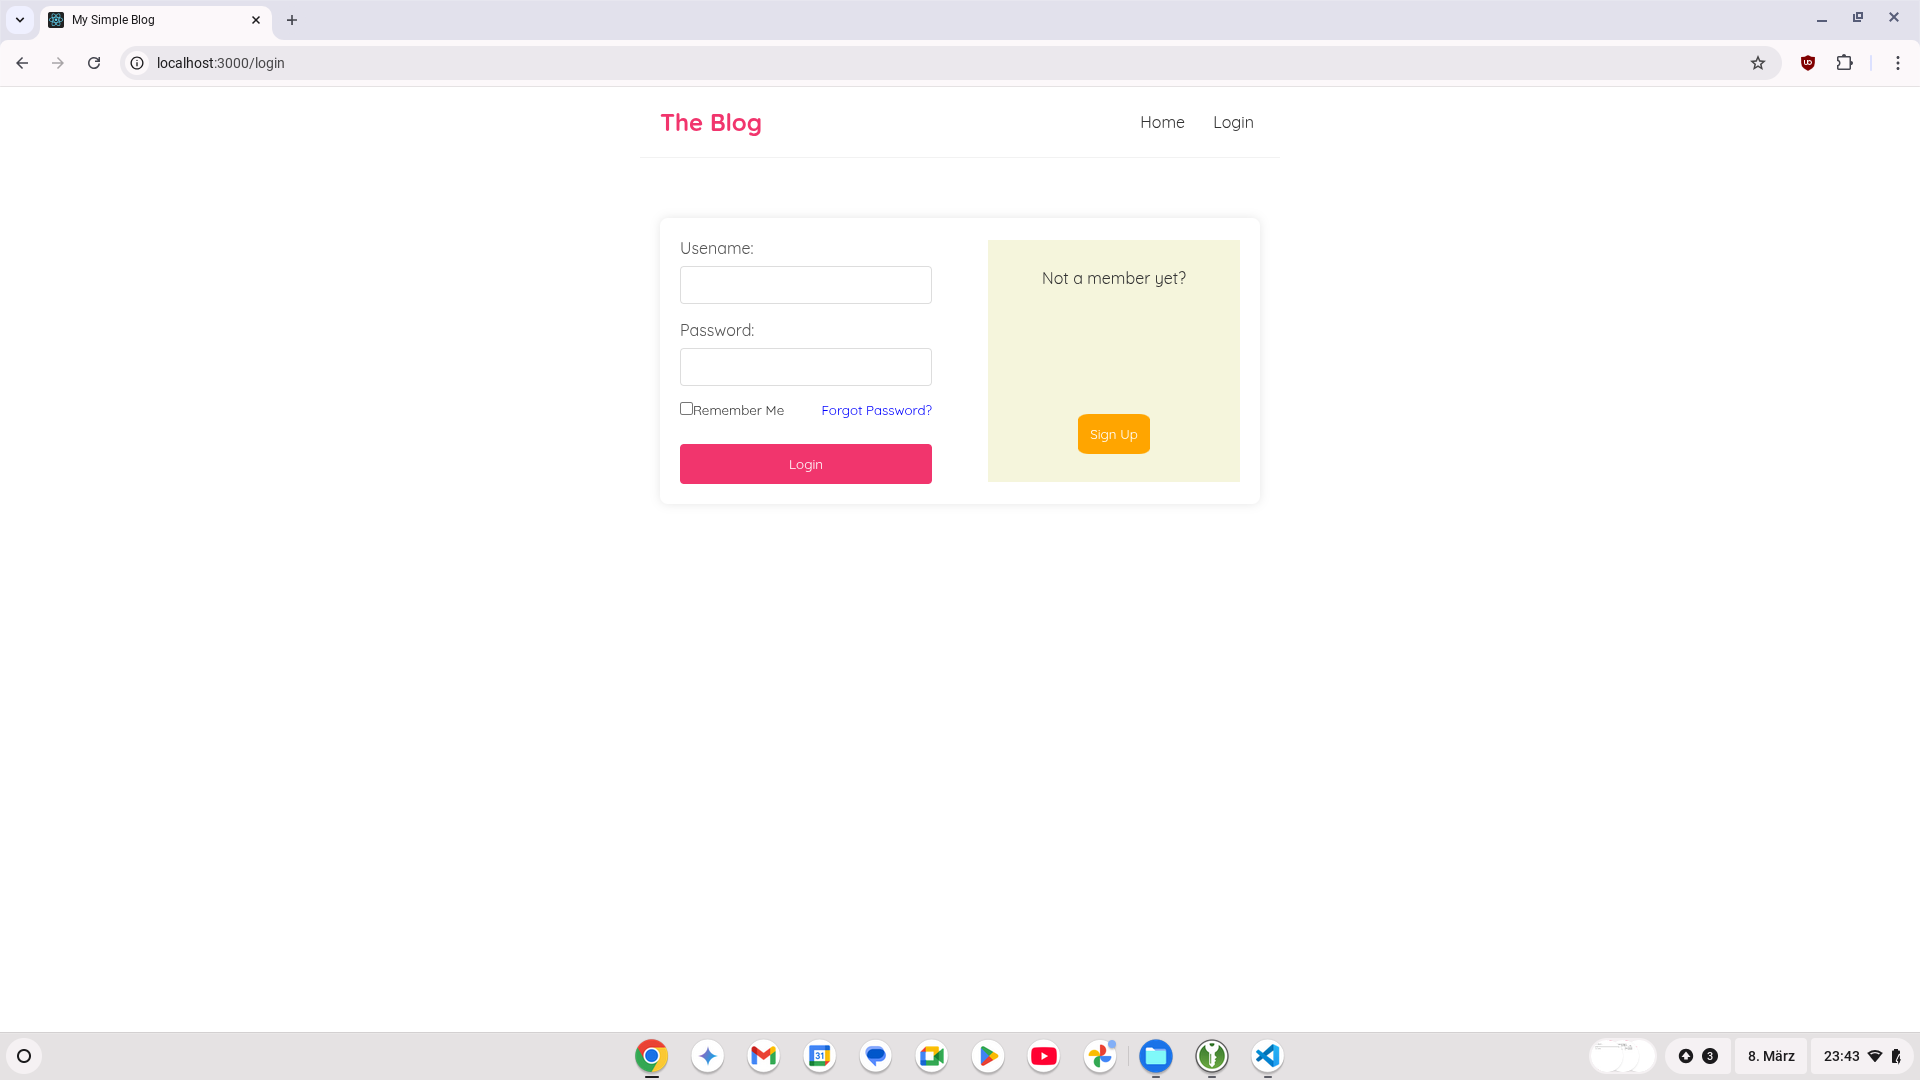 My Simple Blog
localhost:3000/login
The Blog
Home
Login
Usename:
Password:
Remember Me
Forgot Password?
Login
Not a member yet?
Sign Up
31
3
8. März
23:43